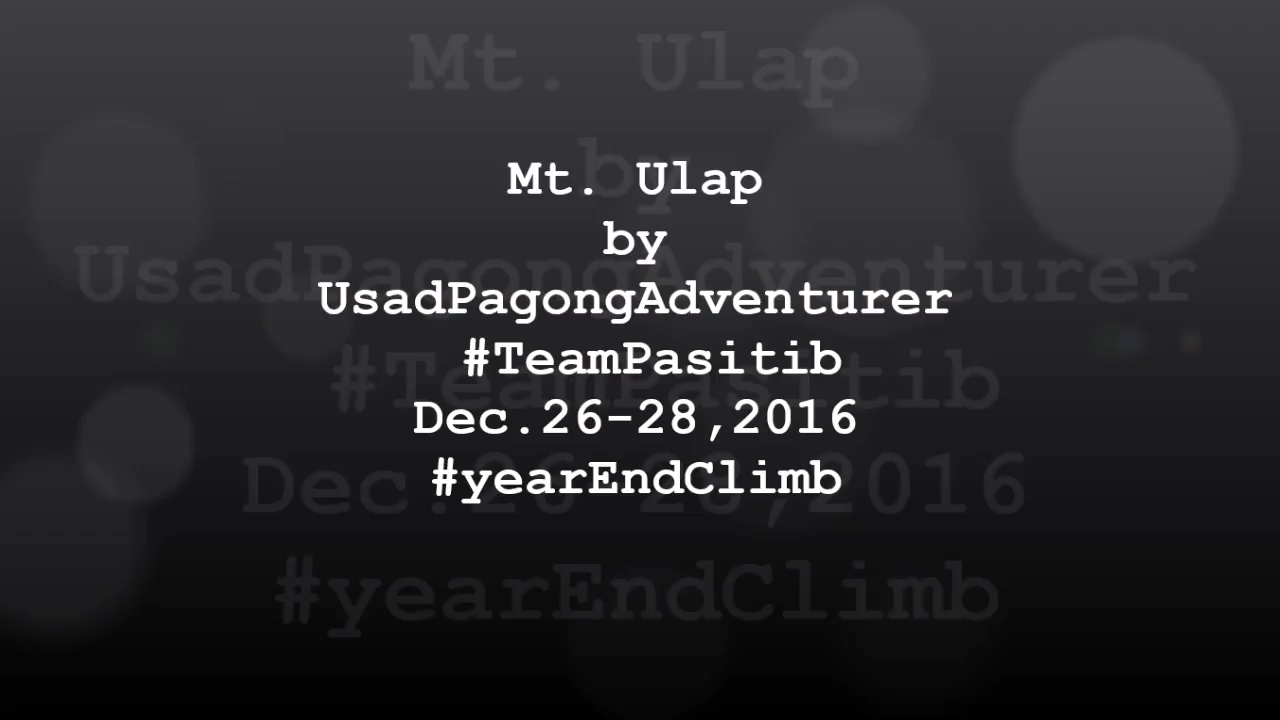 Mt. Ulap
by
UsadPagongAdventurer
#TeamPasitib
Dec.26-28,2016
#yearEndClimb